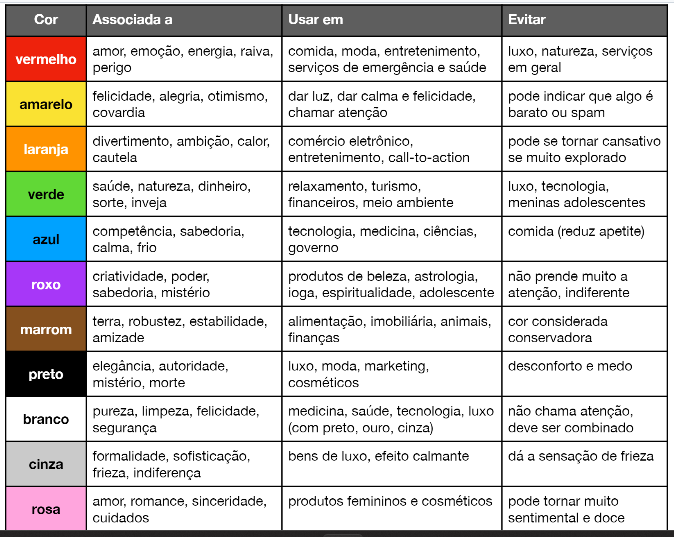 Cor Associada a Usar em Evitar
vermelho
amor, emoção, energia, raiva,
perigo
comida, moda, entretenimento,
serviços de emergência e saúde
luxo, natureza, serviços
em geral
amarelo
felicidade, alegria, otimismo,
covardia
dar luz, dar calma e felicidade,
chamar atenção
pode indicar que algo é
barato ou spam
laranja
divertimento, ambição, calor,
cautela
comércio eletrônico,
entretenimento, call-to-action
pode se tornar cansativo
se muito explorado
verde
saúde, natureza, dinheiro,
sorte, inveja
relaxamento, turismo,
financeiros, meio ambiente
luxo, tecnologia,
meninas adolescentes
azul
competência, sabedoria,
calma, frio
tecnologia, medicina, ciências,
governo
comida (reduz apetite)
roxo
criatividade, poder,
sabedoria, mistério
produtos de beleza, astrologia,
ioga, espiritualidade, adolescente
não prende muito a
atenção, indiferente
marrom
terra, robustez, estabilidade,
amizade
alimentação, imobiliária, animais,
finanças
cor considerada
conservadora
preto
elegância, autoridade,
mistério, morte
luxo, moda, marketing,
cosméticos
desconforto e medo
branco
pureza, limpeza, felicidade,
segurança
medicina, saúde, tecnologia, luxo
(com preto, ouro, cinza)
não chama atenção,
deve ser combinado
cinza
formalidade, sofisticação,
frieza, indiferença
bens de luxo, efeito calmante
dá a sensação de frieza
rosa
amor, romance, sinceridade,
cuidados
produtos femininos e cosméticos
pode tornar muito
sentimental e doce